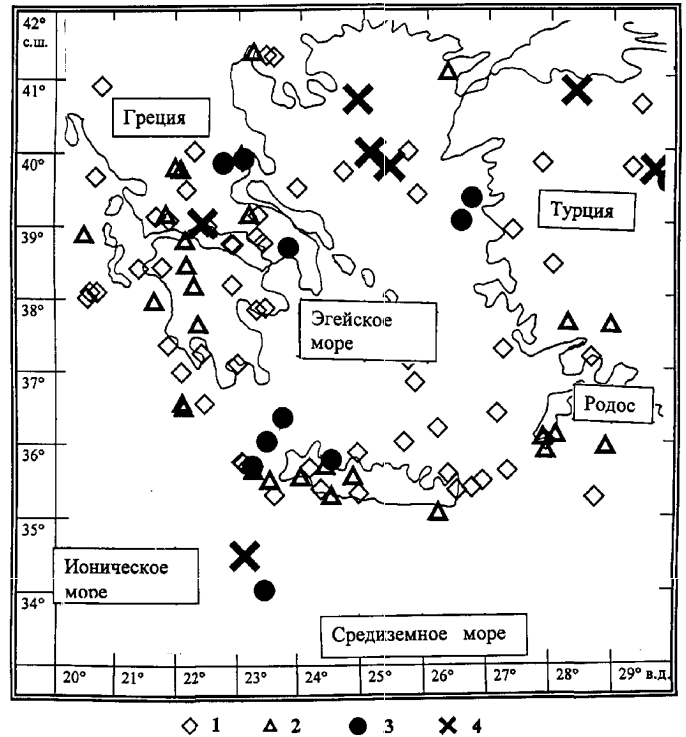 42°
с.ш.
41°
Греция
40°
Турция
39°
38°
Эгейское
море
37°
Родос
36°
35°
Ионическое
море
34°
Средиземное море
20° 21° 22° 23° 24° 25° 26° 27° 28° 29° в.д.
1 2 3 4